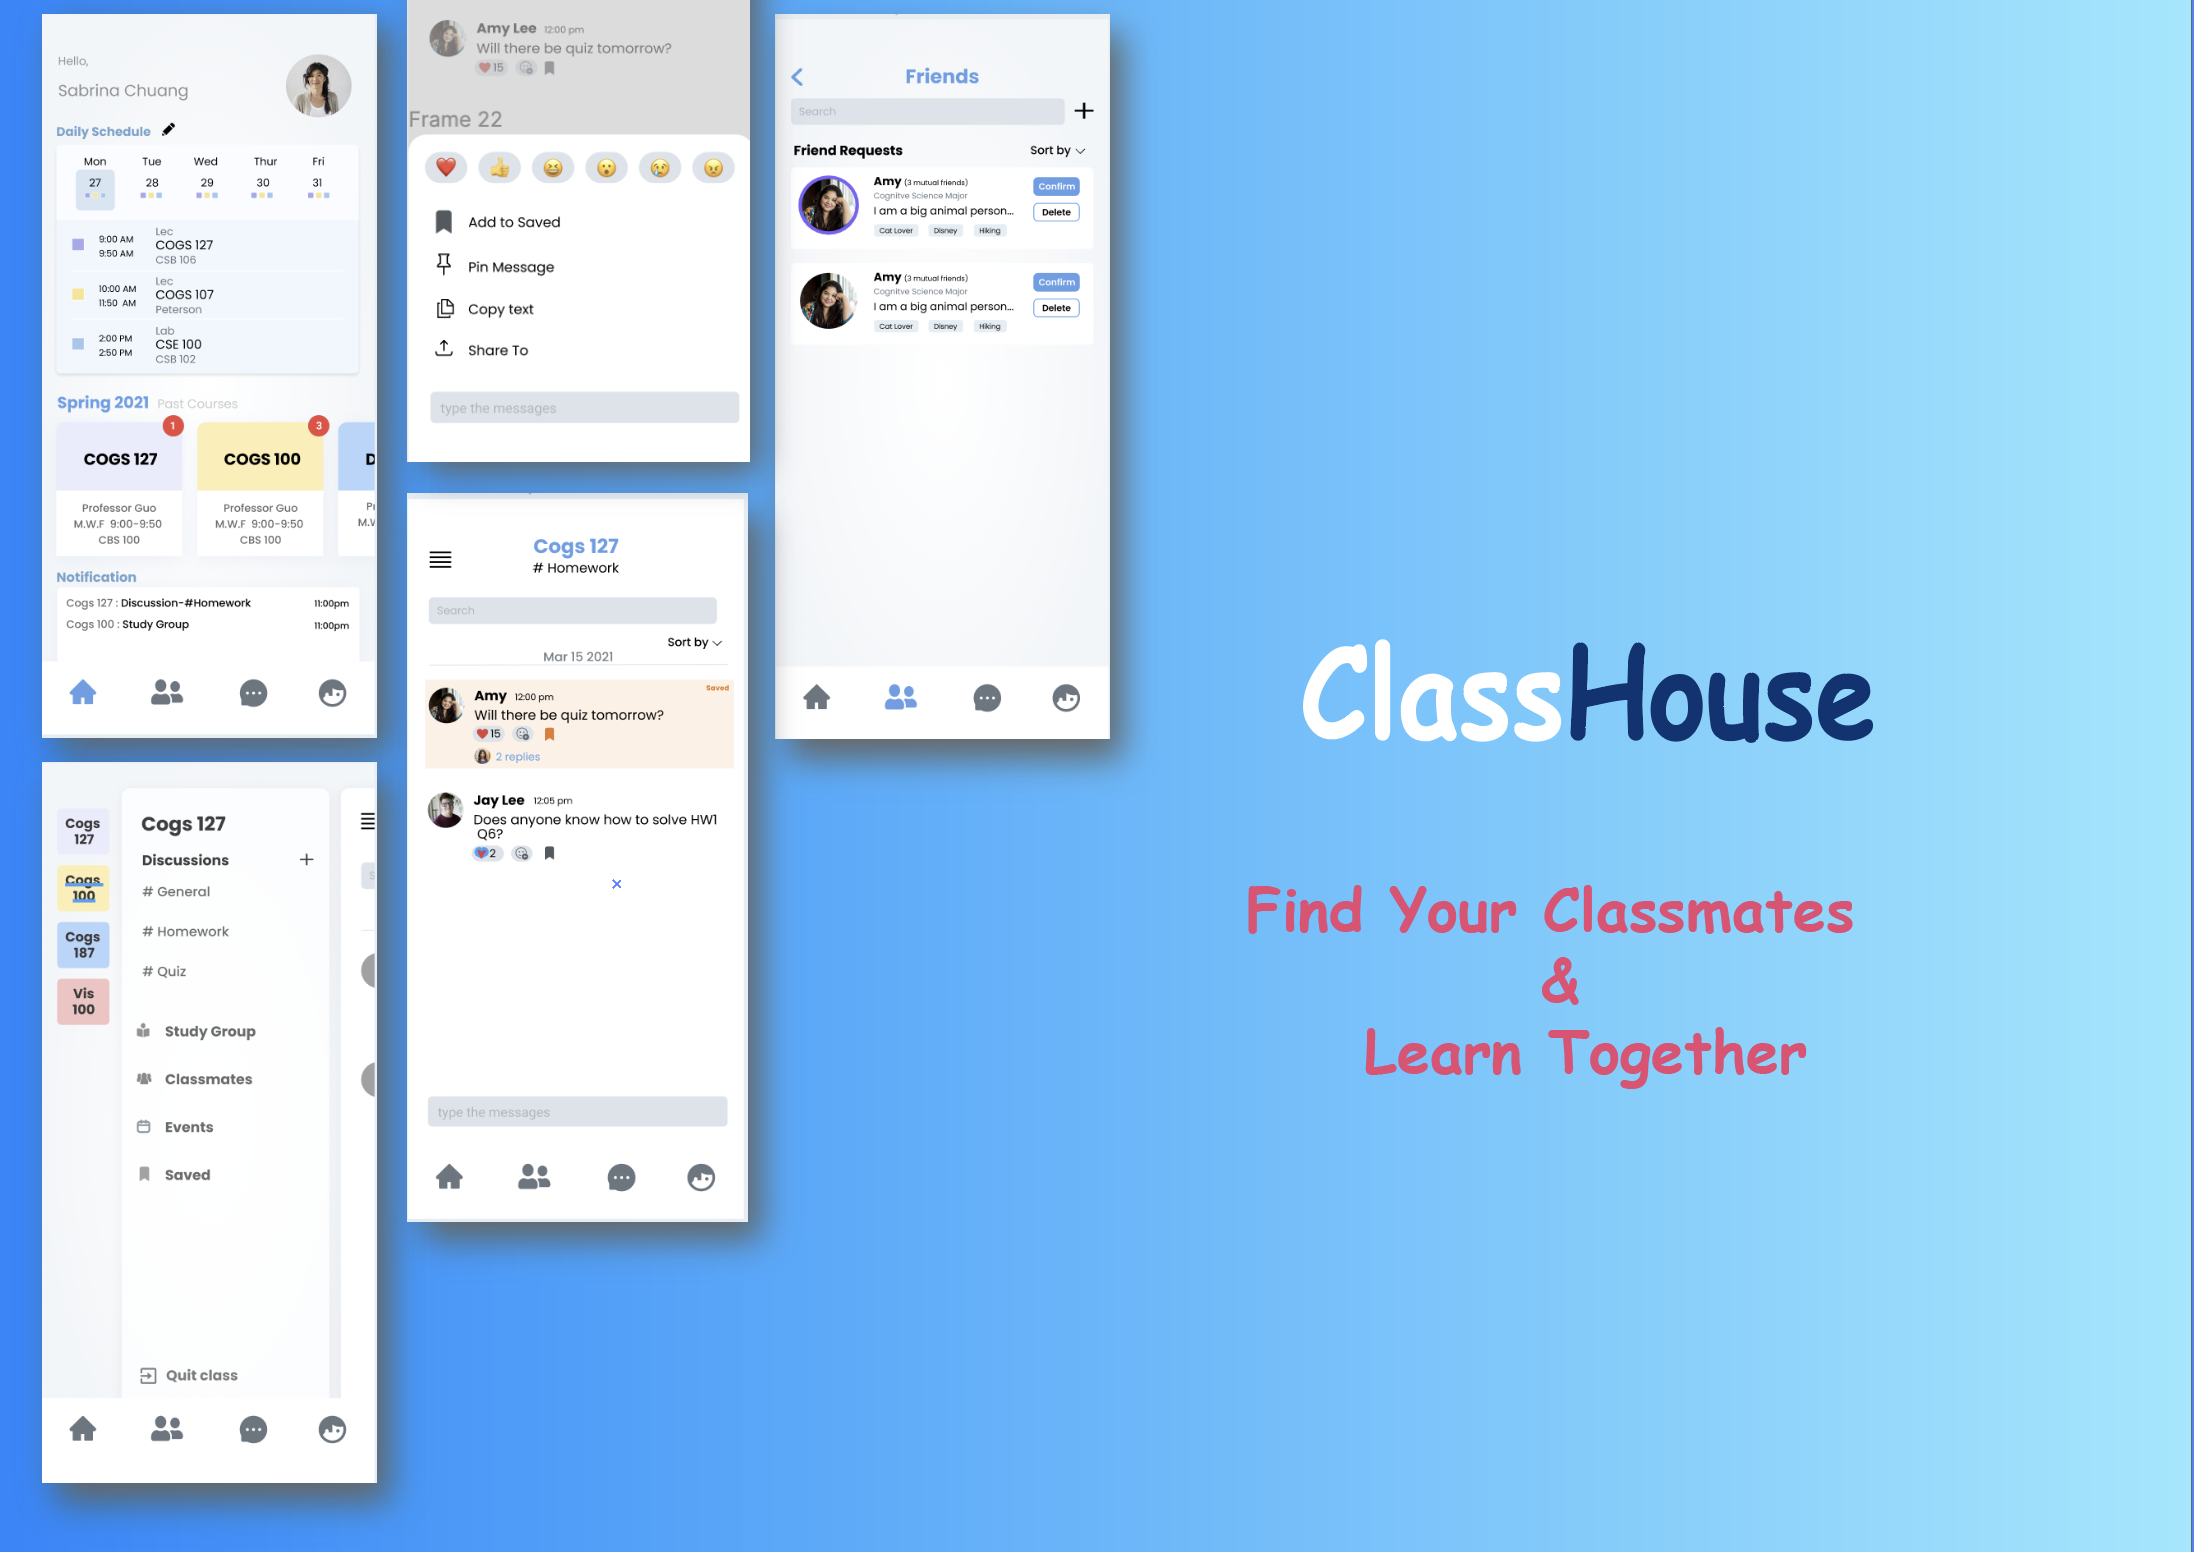 Hello,
Sabrina Chuang
Daily Schedule
Mon Tue Wed Thur Fri
27 28 29 30 31
9:00 AM
9:50 AM
Lec
COGS 127
CSB 106
10:00 AM
11:50 AM
Lec
COGS 107
Peterson
2:00 PM
2:50 PM
Lab
CSE 100
CSB 102
Spring 2021 Past Courses
1
COGS 127
Professor Guo
M.W.F 9:00-9:50
CBS 100
3
COGS 100
Professor Guo
M.W.F 9:00-9:50
CBS 100
Notification
Cogs 127 : Discussion-#Homework 11:00pm
Cogs 100 : Study Group 11:00pm
Cogs
127
Cogs
100
Cogs
187
Vis
100
Cogs 127
Discussions
# General
# Homework
# Quiz
Study Group
Classmates
Events
Saved
Quit class
Amy Lee 12:00 pm
Will there be quiz tomorrow?
15
Frame 22
Add to Saved
Pin Message
Copy text
Share To
type the messages
Cogs 127
# Homework
Search
Sort by
Mar 15 2021
Saved
Amy 12:00 pm
Will there be quiz tomorrow?
15
2 replies
Jay Lee 12:05 pm
Does anyone know how to solve HW1
Q6?
2
type the messages
Friends
Search
Friend Requests Sort by
Amy (3 mutual friends)
Cognitve Science Major
I am a big animal person...
Cat Lover Disney Hiking
Confirm
Delete
Amy (3 mutual friends)
Cognitve Science Major
I am a big animal person...
Cat Lover Disney Hiking
Confirm
Delete
ClassHouse
Find Your Classmates
&
Learn Together